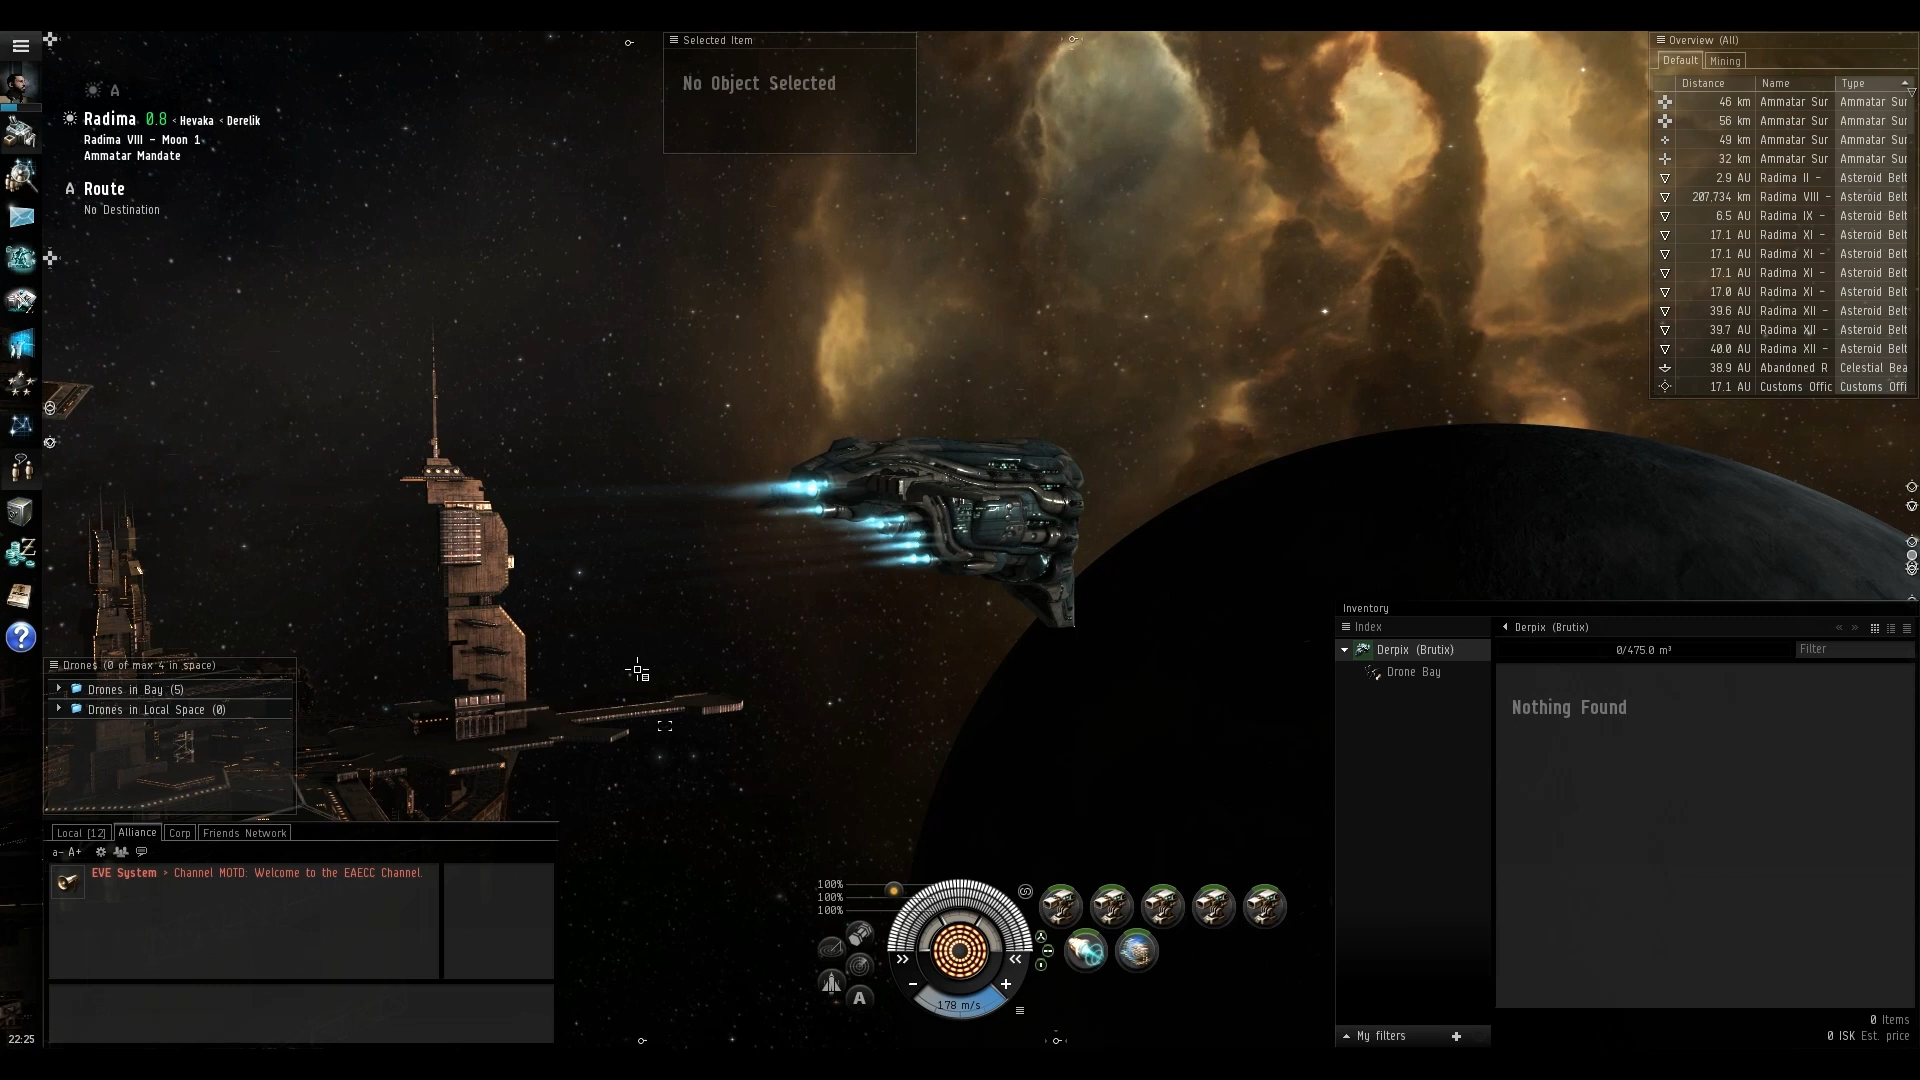 Selected Item
No Object Selected
A
Radima 0.8 < Hevaka < Derelik
Radima VIII - Moon 1
Ammatar Mandate
A Route
No Destination
Overview (All)
Default Mining
Distance Name Type
46 km Ammatar Sur Ammatar Sur
56 km Ammatar Sur Ammatar Sur
49 km Ammatar Sur Ammatar Sur
32 km Ammatar Sur Ammatar Sur
2.9 AU Radima II - Asteroid Belt
207.734 km Radima VIII - Asteroid Belt
6.5 AU Radima IX - Asteroid Belt
17.1 AU Radima XI - Asteroid Belt
17.1 AU Radima XI - Asteroid Belt
17.1 AU Radima XI - Asteroid Belt
17.0 AU Radima XI - Asteroid Belt
39.6 AU Radima XII - Asteroid Belt
39.7 AU Radima XII - Asteroid Belt
40.0 AU Radima XII - Asteroid Belt
38.9 AU Abandoned R Celestial Bea
17.1 AU Customs Offic Customs Offi
Drones (0 of max 4 in space)
Drones in Bay (5)
Drones in Local Space (0)
Local [12] Alliance Corp Friends Network
a- A+
EVE System > Channel MOTD: Welcome to the EAECC Channel.
22:25
100%
100%
100%
>> <<
- +
178 m/s
A
Inventory
Index
Derpix (Brutix)
Drone Bay
My filters +
Derpix (Brutix)
0/475.0 m³
Filter
Nothing Found
0 Items
0 ISK Est. price